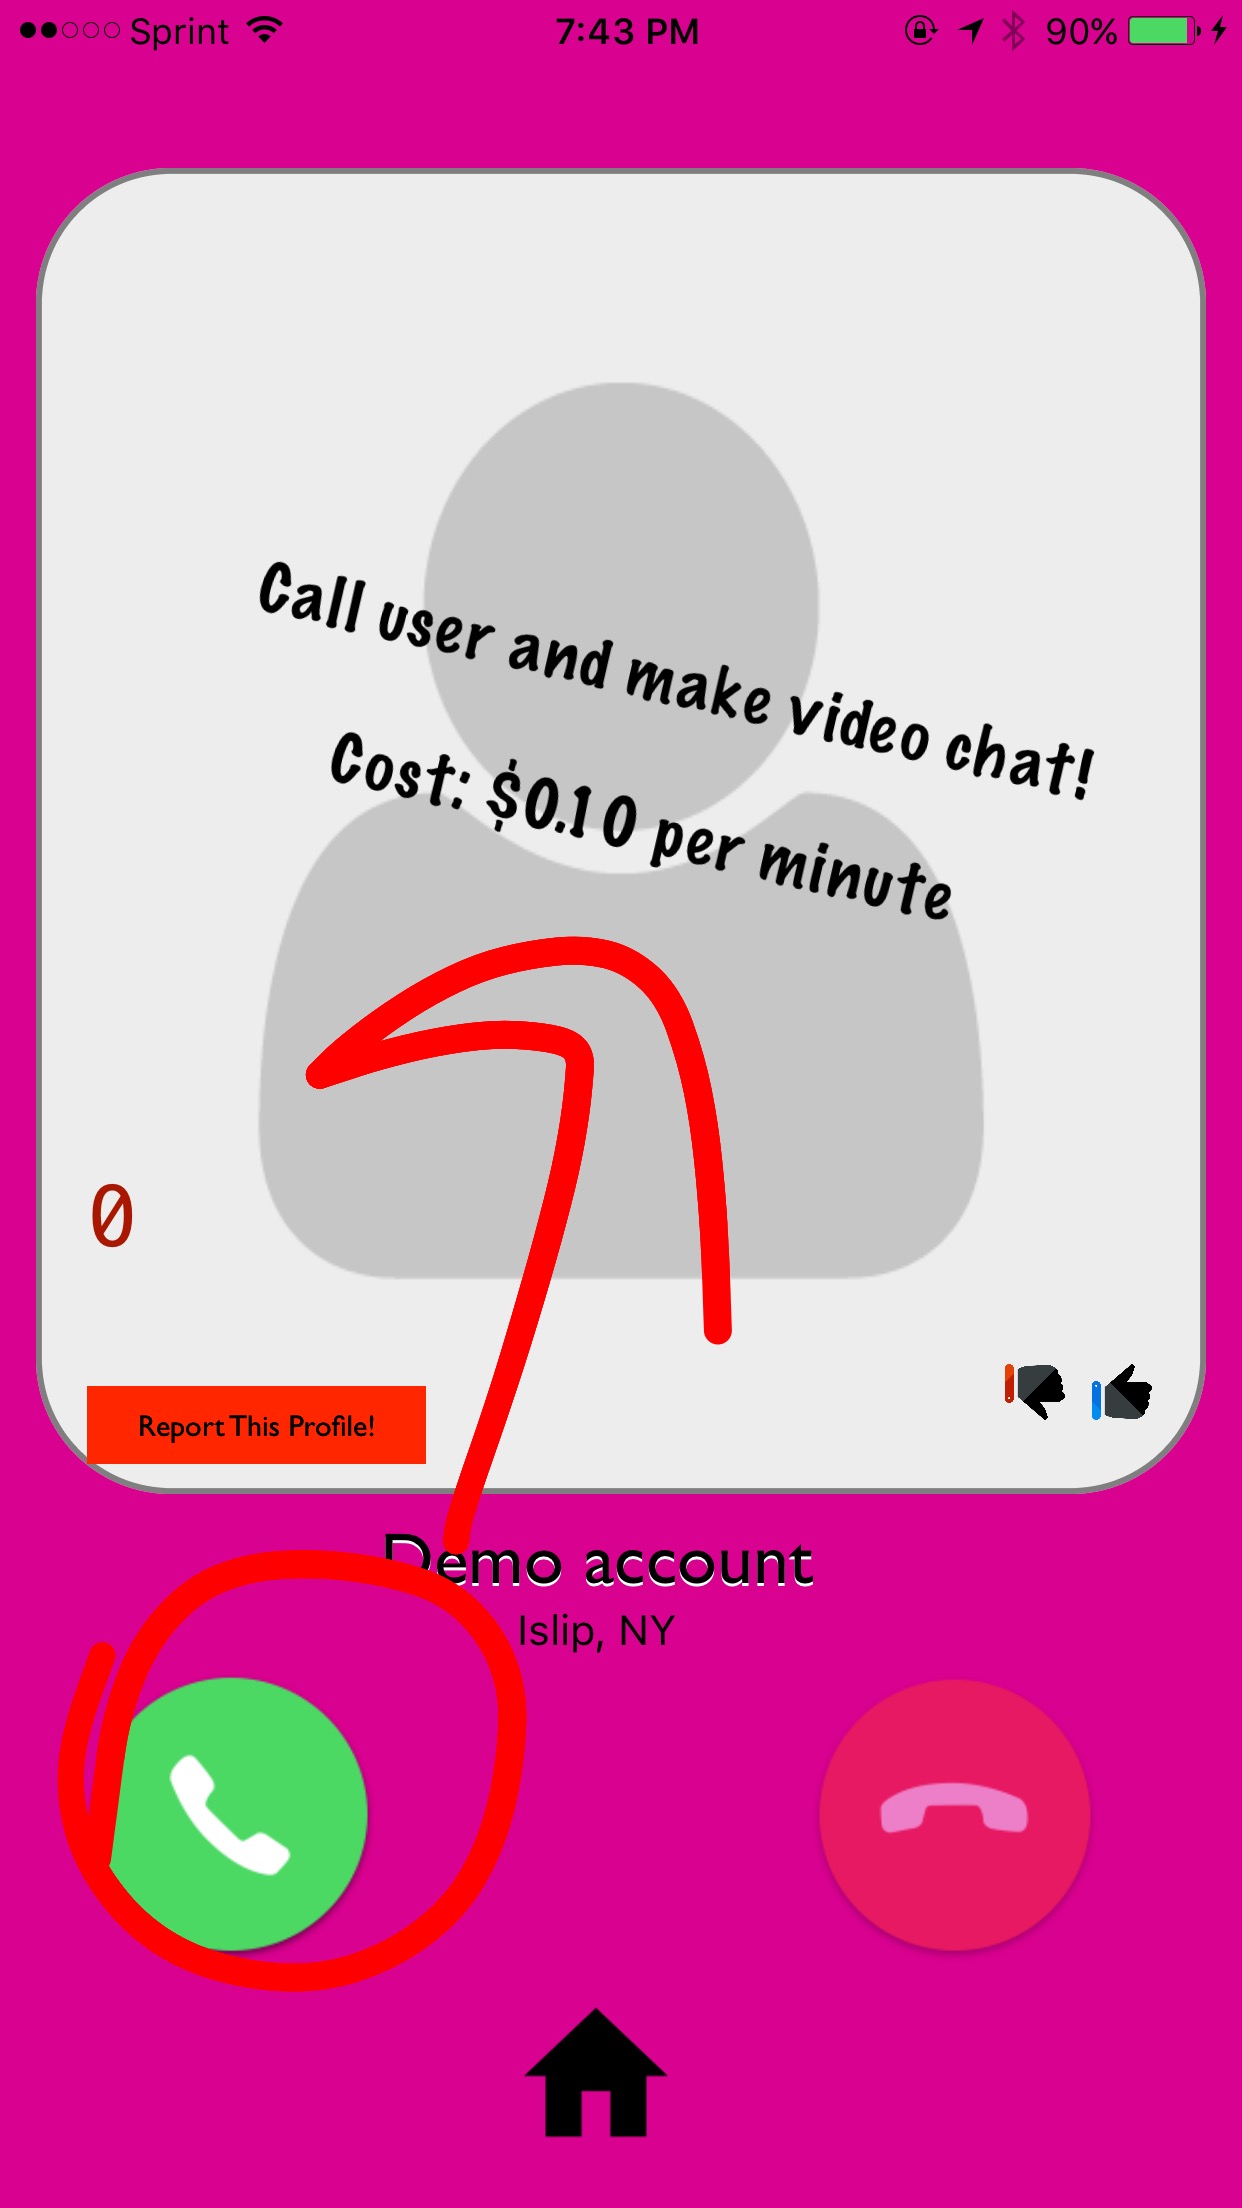 Sprint 7:43 PM 90%
Call user and make video chat!
Cost: $0.10 per minute
0
Report This Profile!
Demo account
Islip, NY